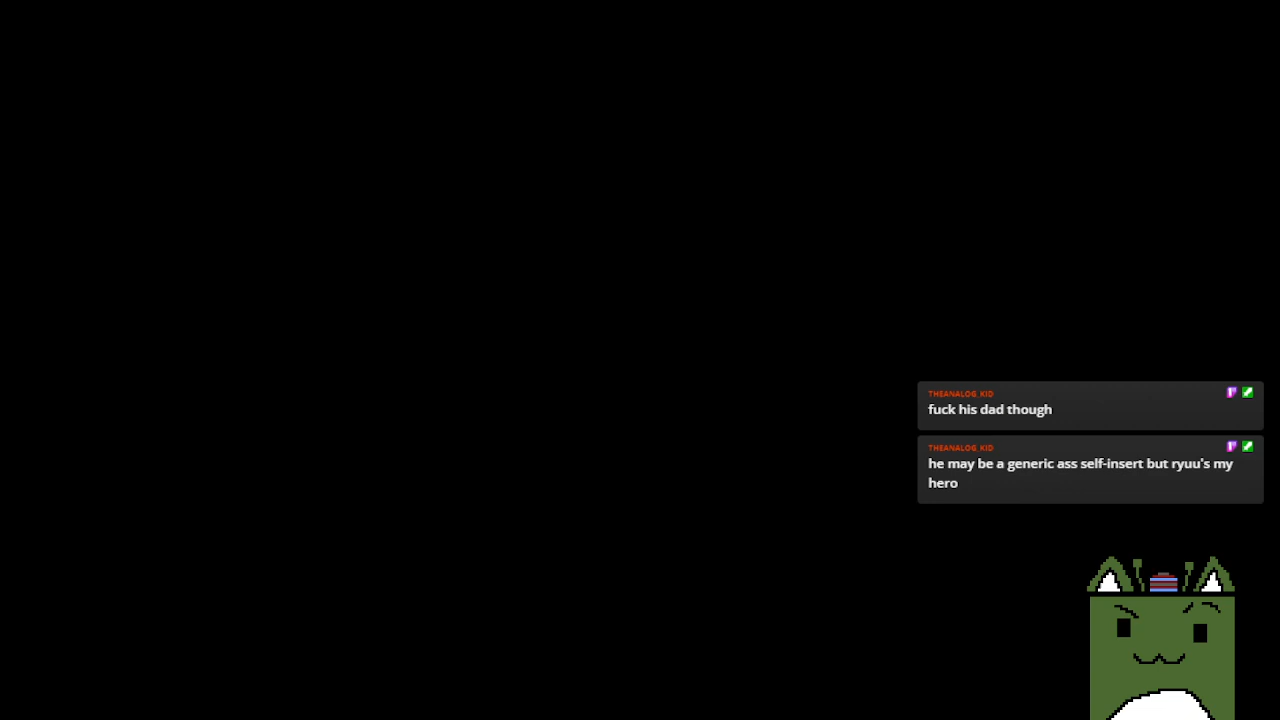 THEANALOG_KID
fuck his dad though
THEANALOG_KID
he may be a generic ass self-insert but ryuu's my
hero